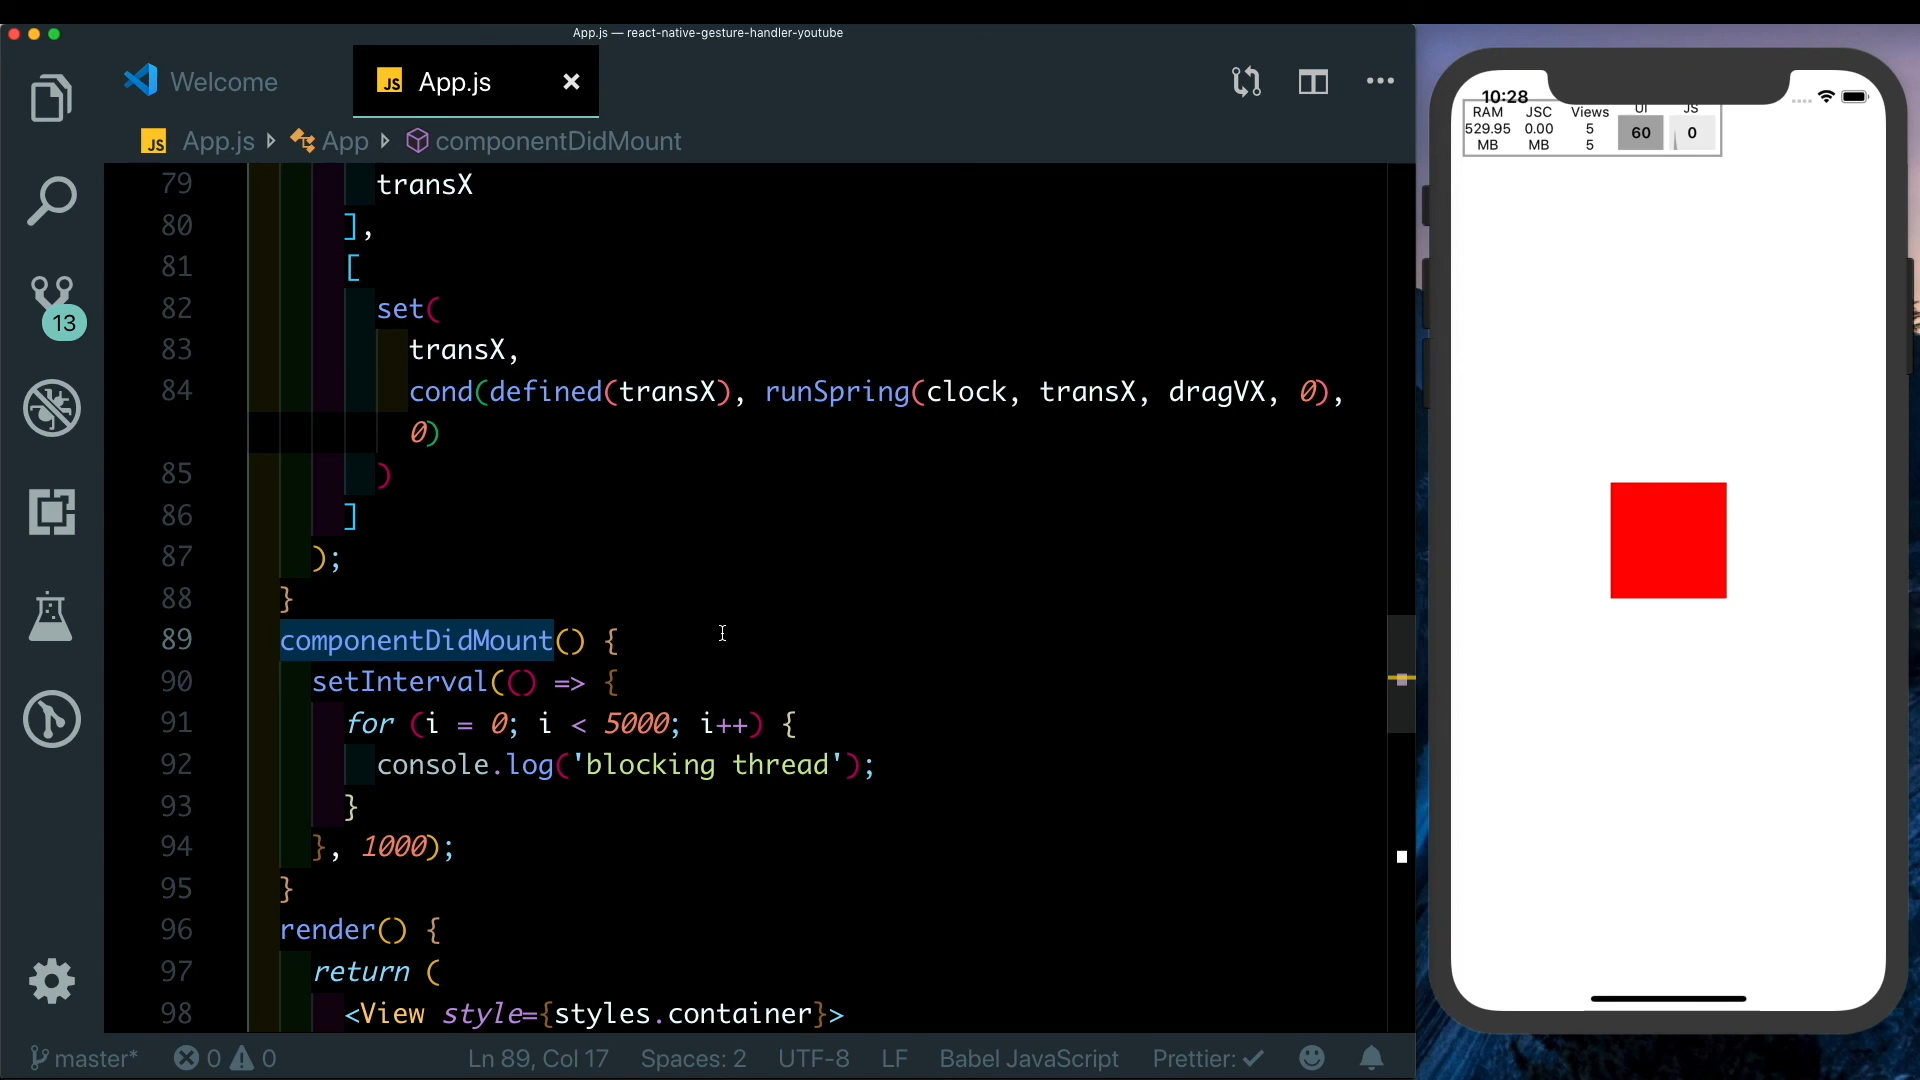 App.js — react-native-gesture-handler-youtube
Welcome
JS App.js
JS App.js App componentDidMount
13
79 transX
80 ],
81 [
82 set(
83 transX,
84 cond(defined(transX), runSpring(clock, transX, dragVX, 0),
0)
85 )
86 ]
87 );
88 }
89 componentDidMount() {
90 setInterval(() => {
91 for (i = 0; i < 5000; i++) {
92 console.log('blocking thread');
93 }
94 }, 1000);
95 }
96 render() {
97 return (
98 <View style={styles.container}>
master* 0 0 Ln 89, Col 17 Spaces: 2 UTF-8 LF Babel JavaScript Prettier: ✓
10:28
RAM JSC Views UI JS
529.95 0.00 5 60 0
MB MB 5